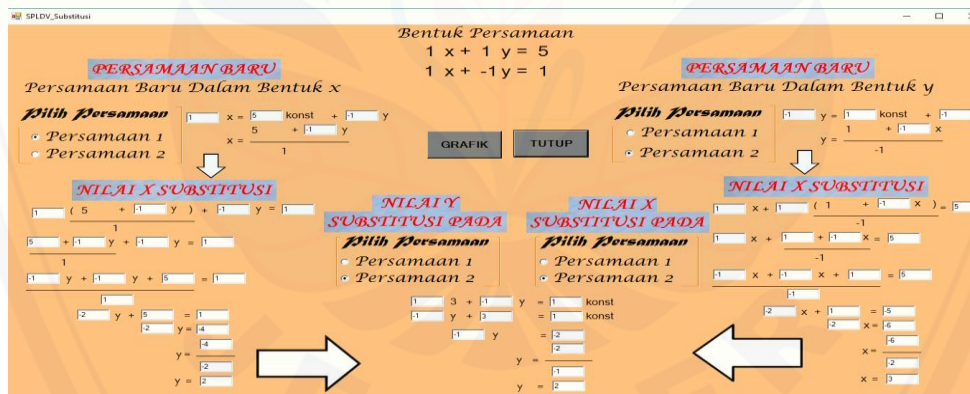 SPLDV_Substitusi
Bentuk Persamaan
1 x + 1 y = 5
1 x + -1 y = 1
PERSAMAAN BARU
Persamaan Baru Dalam Bentuk x
Pilih Persamaan
Persamaan 1
Persamaan 2
1 x = 5 konst + -1 y
5 + -1 y
x =
1
NILAI X SUBSTITUSI
1 ( 5 + -1 y ) + -1 y = 1
1
5 + -1 y + -1 y = 1
1
-1 y + -1 y + 5 = 1
1
-2 y + 5 = 1
-2 y = -4
-4
y =
-2
y = 2
GRAFIK TUTUP
NILAI Y
SUBSTITUSI PADA
Pilih Persamaan
Persamaan 1
Persamaan 2
NILAI X
SUBSTITUSI PADA
Pilih Persamaan
Persamaan 1
Persamaan 2
1 3 + -1 y = 1 konst
-1 y + 3 = 1 konst
-1 y = -2
-2
y =
-1
y = 2
PERSAMAAN BARU
Persamaan Baru Dalam Bentuk y
Pilih Persamaan
Persamaan 1
Persamaan 2
-1 y = 1 konst + -1
1 + -1 x
y =
-1
NILAI X SUBSTITUSI
1 x + 1 ( 1 + -1 x ) = 5
-1
1 x + 1 + -1 x = 5
-1
-1 x + -1 x + 1 = 5
-1
-2 x + 1 = -5
-2 x = -6
-6
x =
-2
x = 3